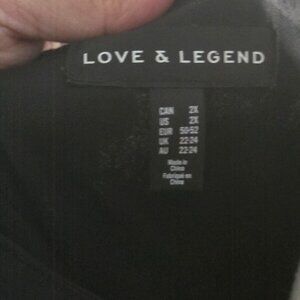 LOVE & LEGEND
CAN 2X
US 2X
EUR 50-52
UK 22-24
AU 22-24
Made in
China
Fabriqué en
Chine